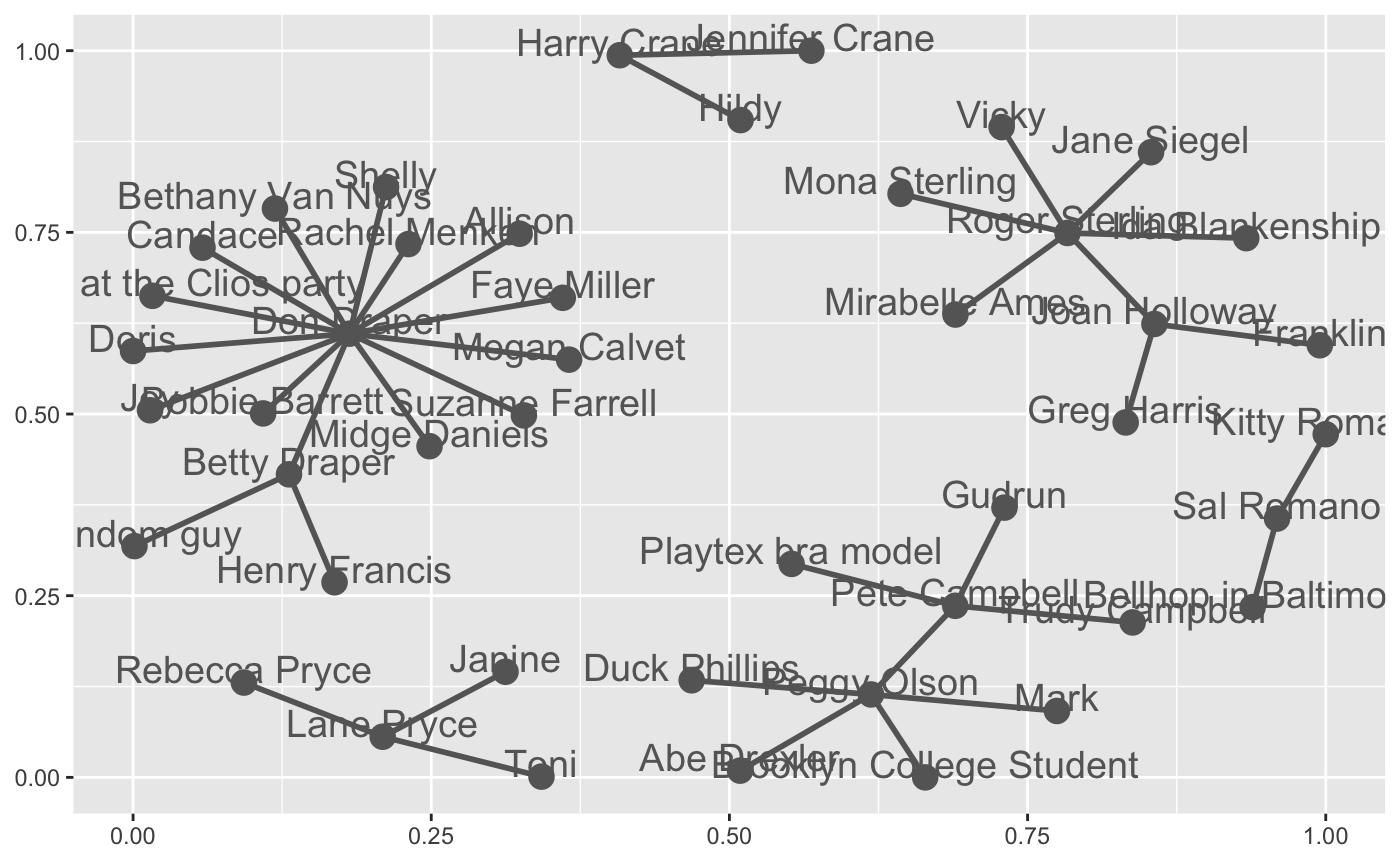 1.00
0.75
0.50
0.25
0.00
Harry Crane
Jennifer Crane
Hildy
Vicky
Jane Siegel
Mona Sterling
Roger Sterling
Ida Blankenship
Mirabelle Ames
Joan Holloway
Franklin
Greg Harris
Kitty Roma
Sal Romano
Bellhop in Baltimo
Shelly
Bethany Van Nuys
Allison
Candace
Rachel Menken
at the Clios party
Faye Miller
Don Draper
Doris
Megan Calvet
Joy
Bobbie Barrett
Suzanne Farrell
Midge Daniels
Betty Draper
ndom guy
Henry Francis
Gudrun
Playtex bra model
Pete Campbell
Trudy Campbell
Rebecca Pryce
Janine
Lane Pryce
Toni
Duck Phillips
Peggy Olson
Mark
Abe Drexler
Brooklyn College Student
0.00 0.25 0.50 0.75 1.00